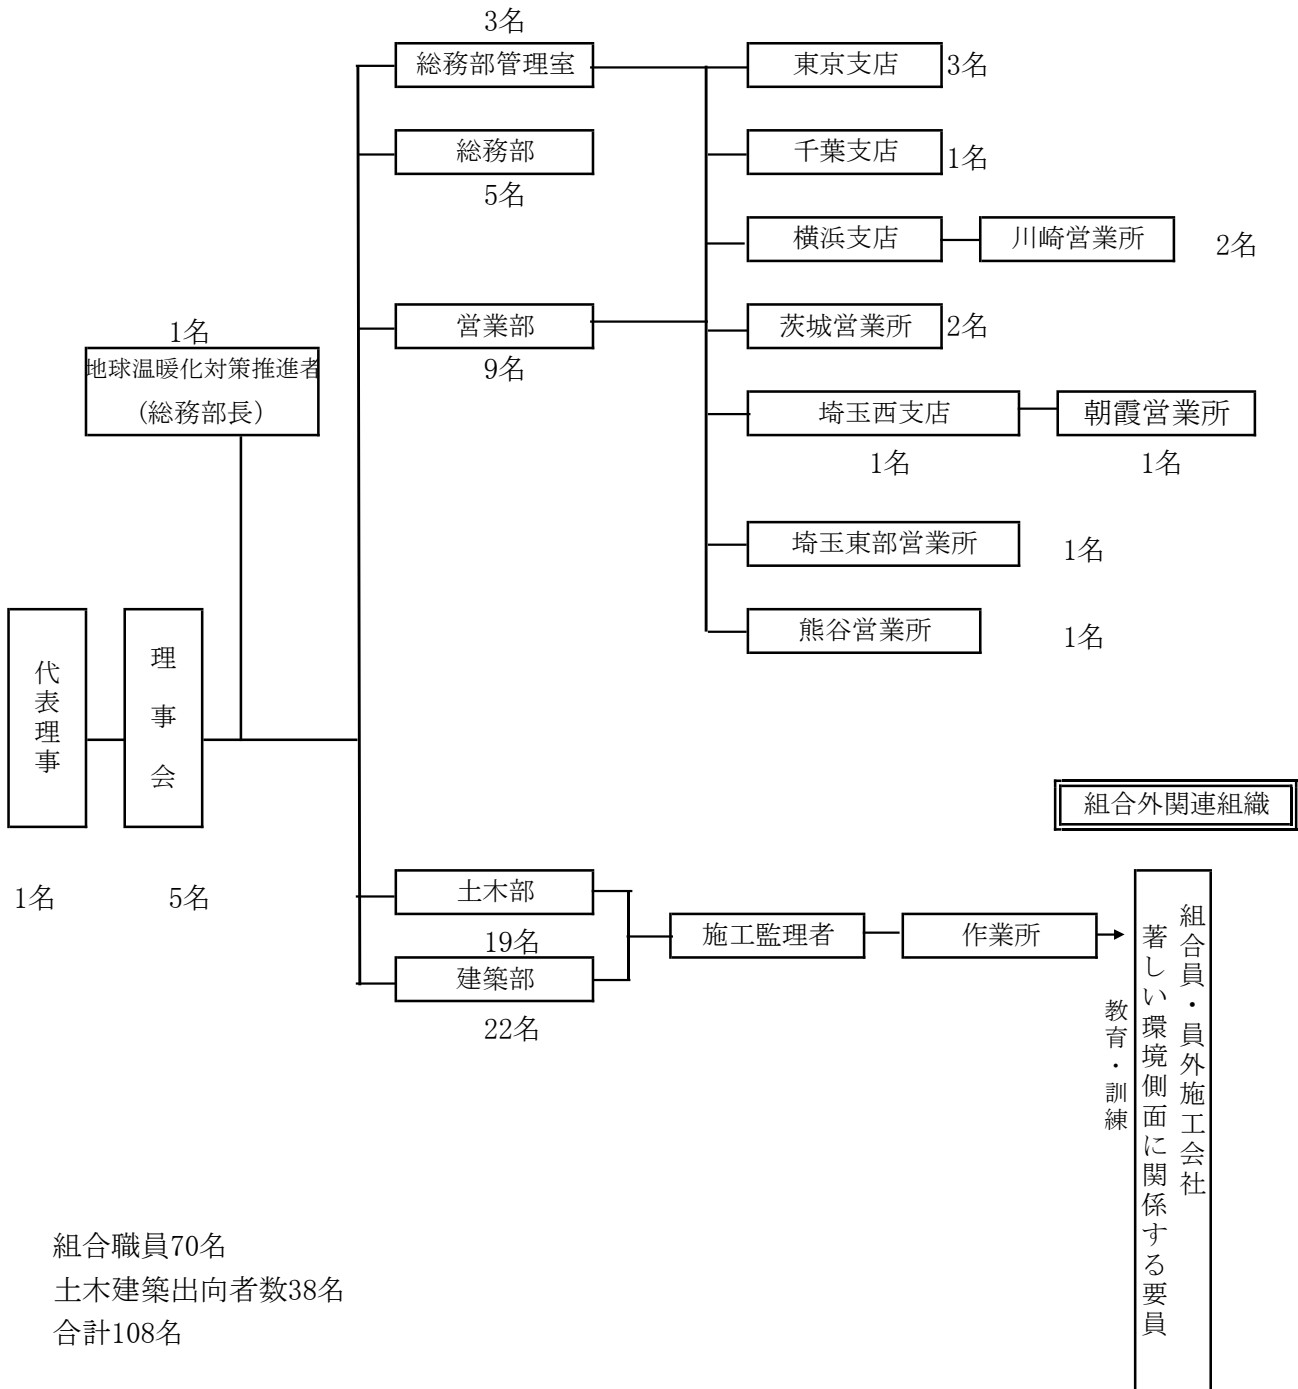 3名
総務部管理室
東京支店
3名
総務部
5名
千葉支店
1名
横浜支店
川崎営業所
2名
1名
地球温暖化対策推進者
(総務部長)
営業部
9名
茨城営業所
2名
埼玉西支店
1名
朝霞営業所
1名
埼玉東部営業所
1名
熊谷営業所
1名
代表理事
1名
理事会
5名
組合外関連組織
土木部
19名
建築部
22名
施工監理者
作業所
教育・訓練
組合員・員外施工会社
著しい環境側面に関係する要員
組合職員70名
土木建築出向者数38名
合計108名